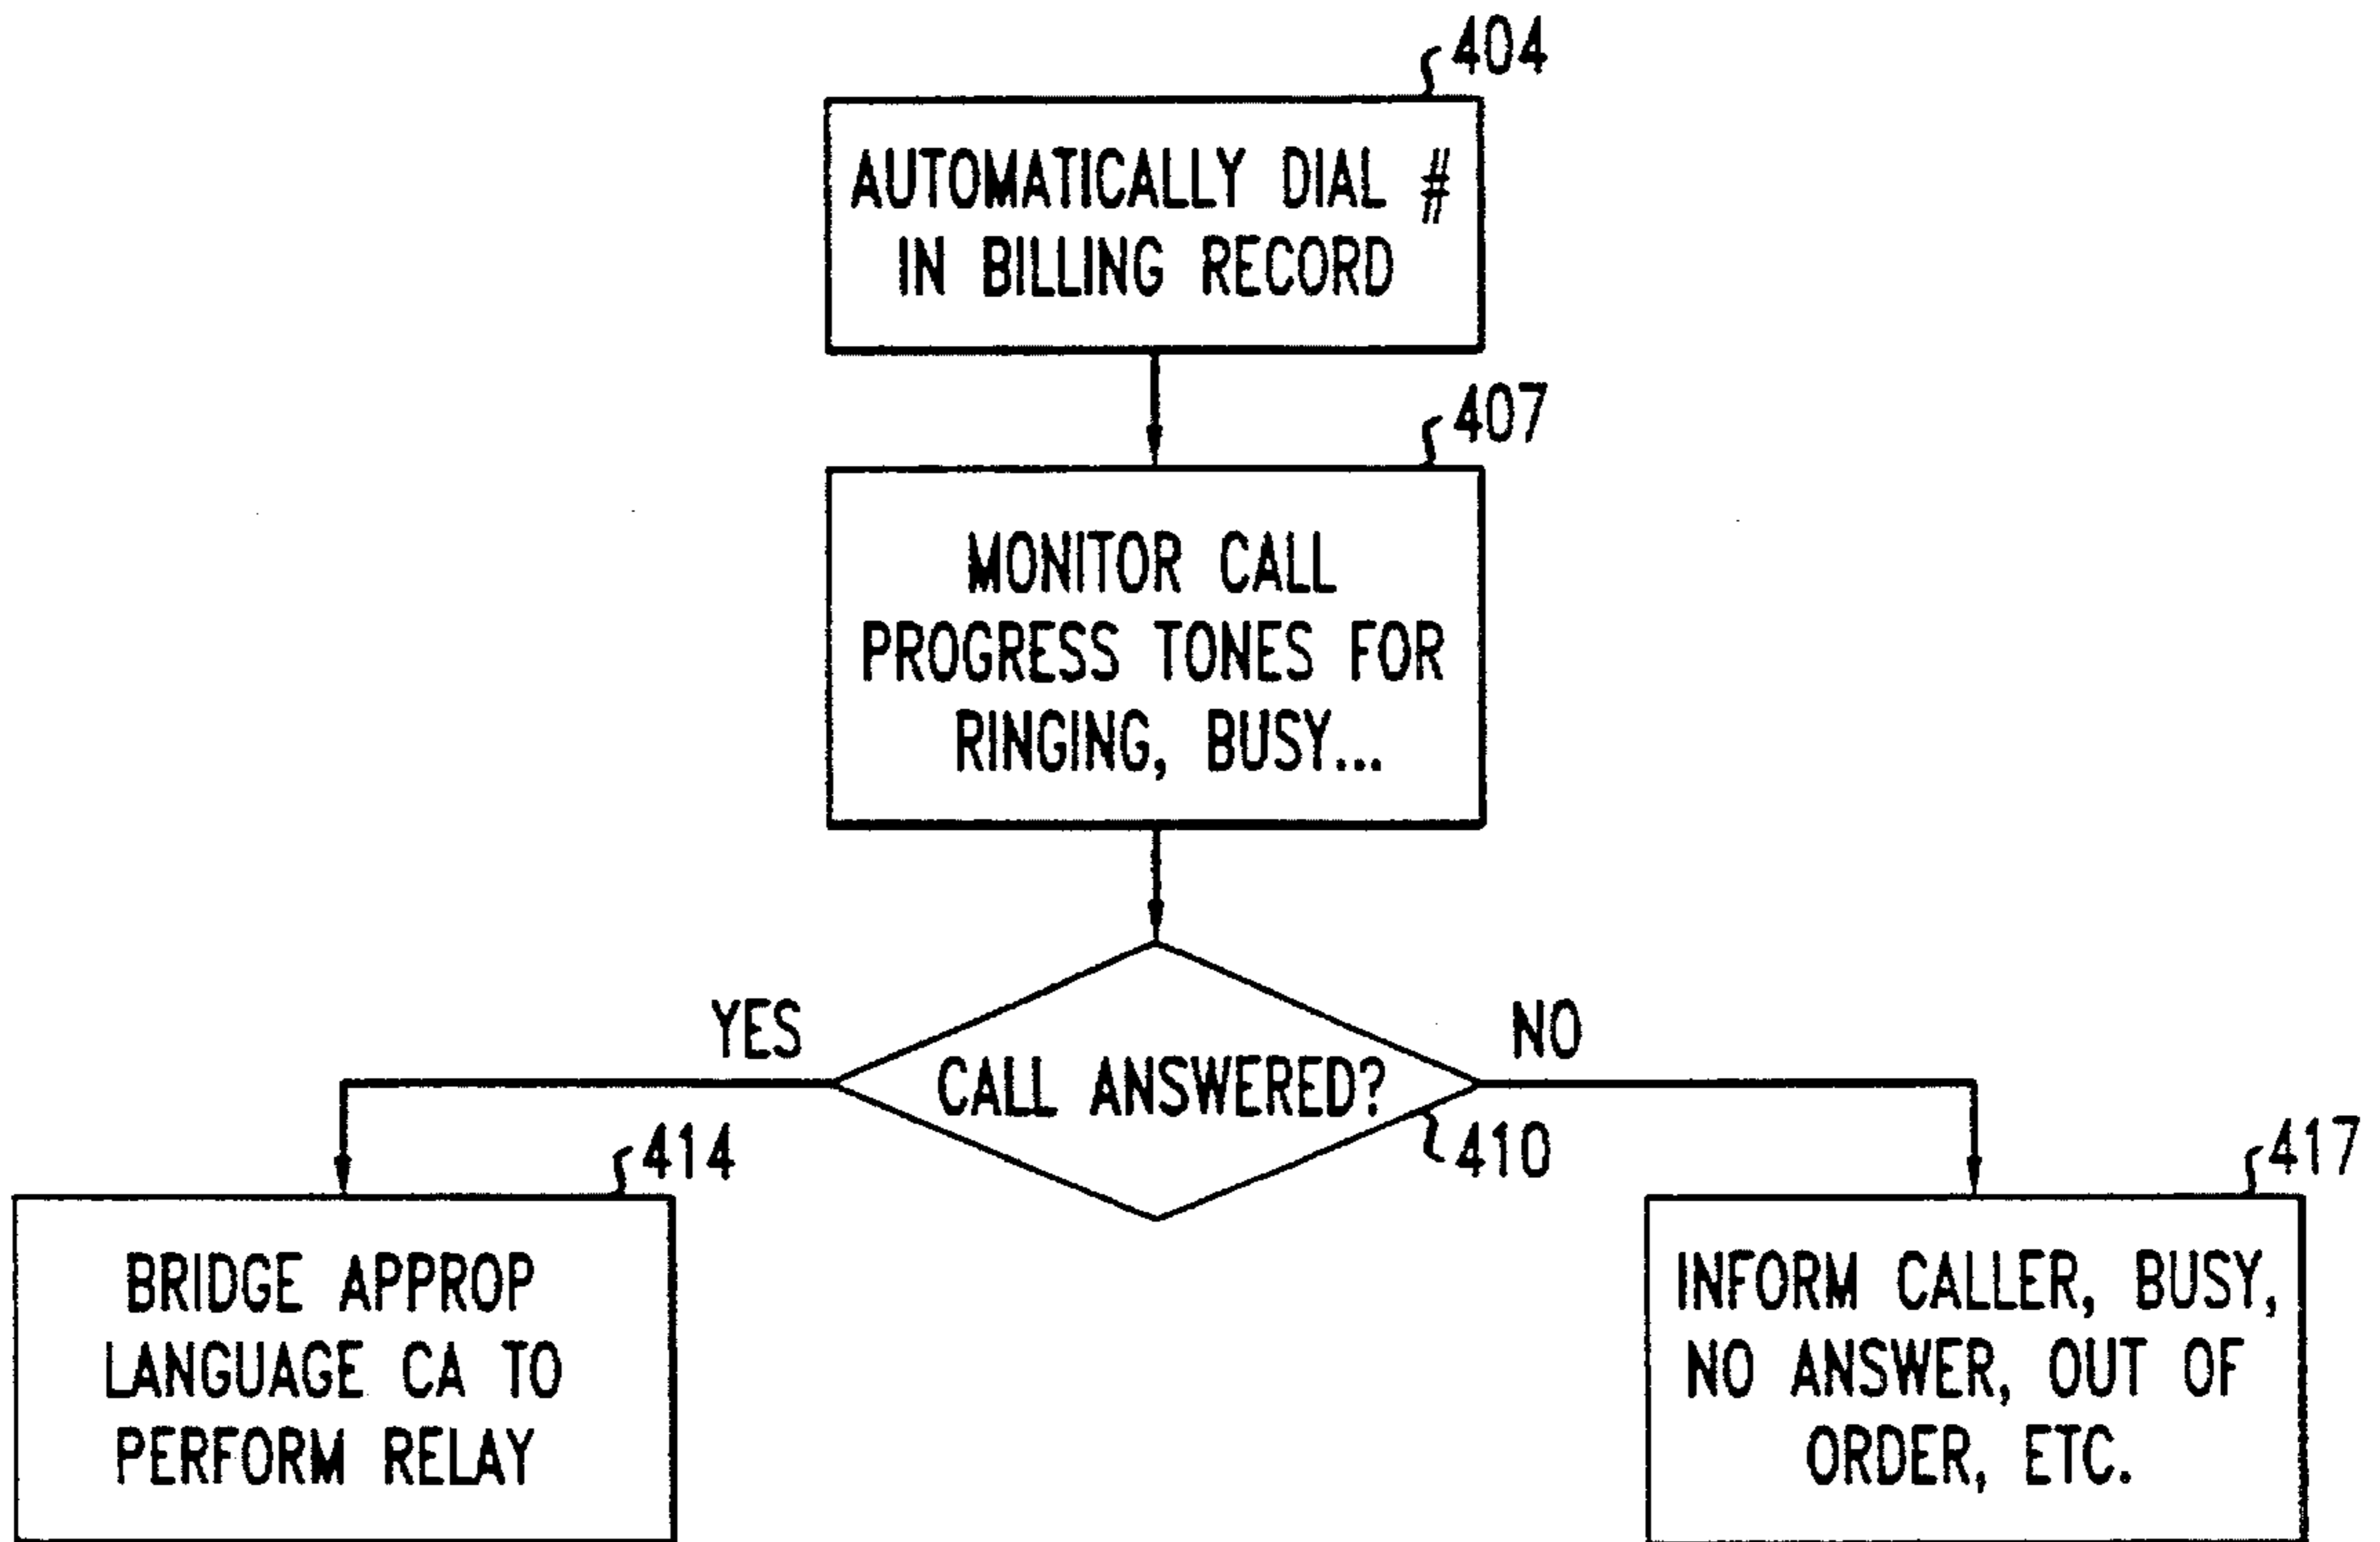 404
AUTOMATICALLY DIAL #
IN BILLING RECORD
407
MONITOR CALL
PROGRESS TONES FOR
RINGING, BUSY...
YES
NO
CALL ANSWERED?
410
414
BRIDGE APPROP
LANGUAGE CA TO
PERFORM RELAY
417
INFORM CALLER, BUSY,
NO ANSWER, OUT OF
ORDER, ETC.